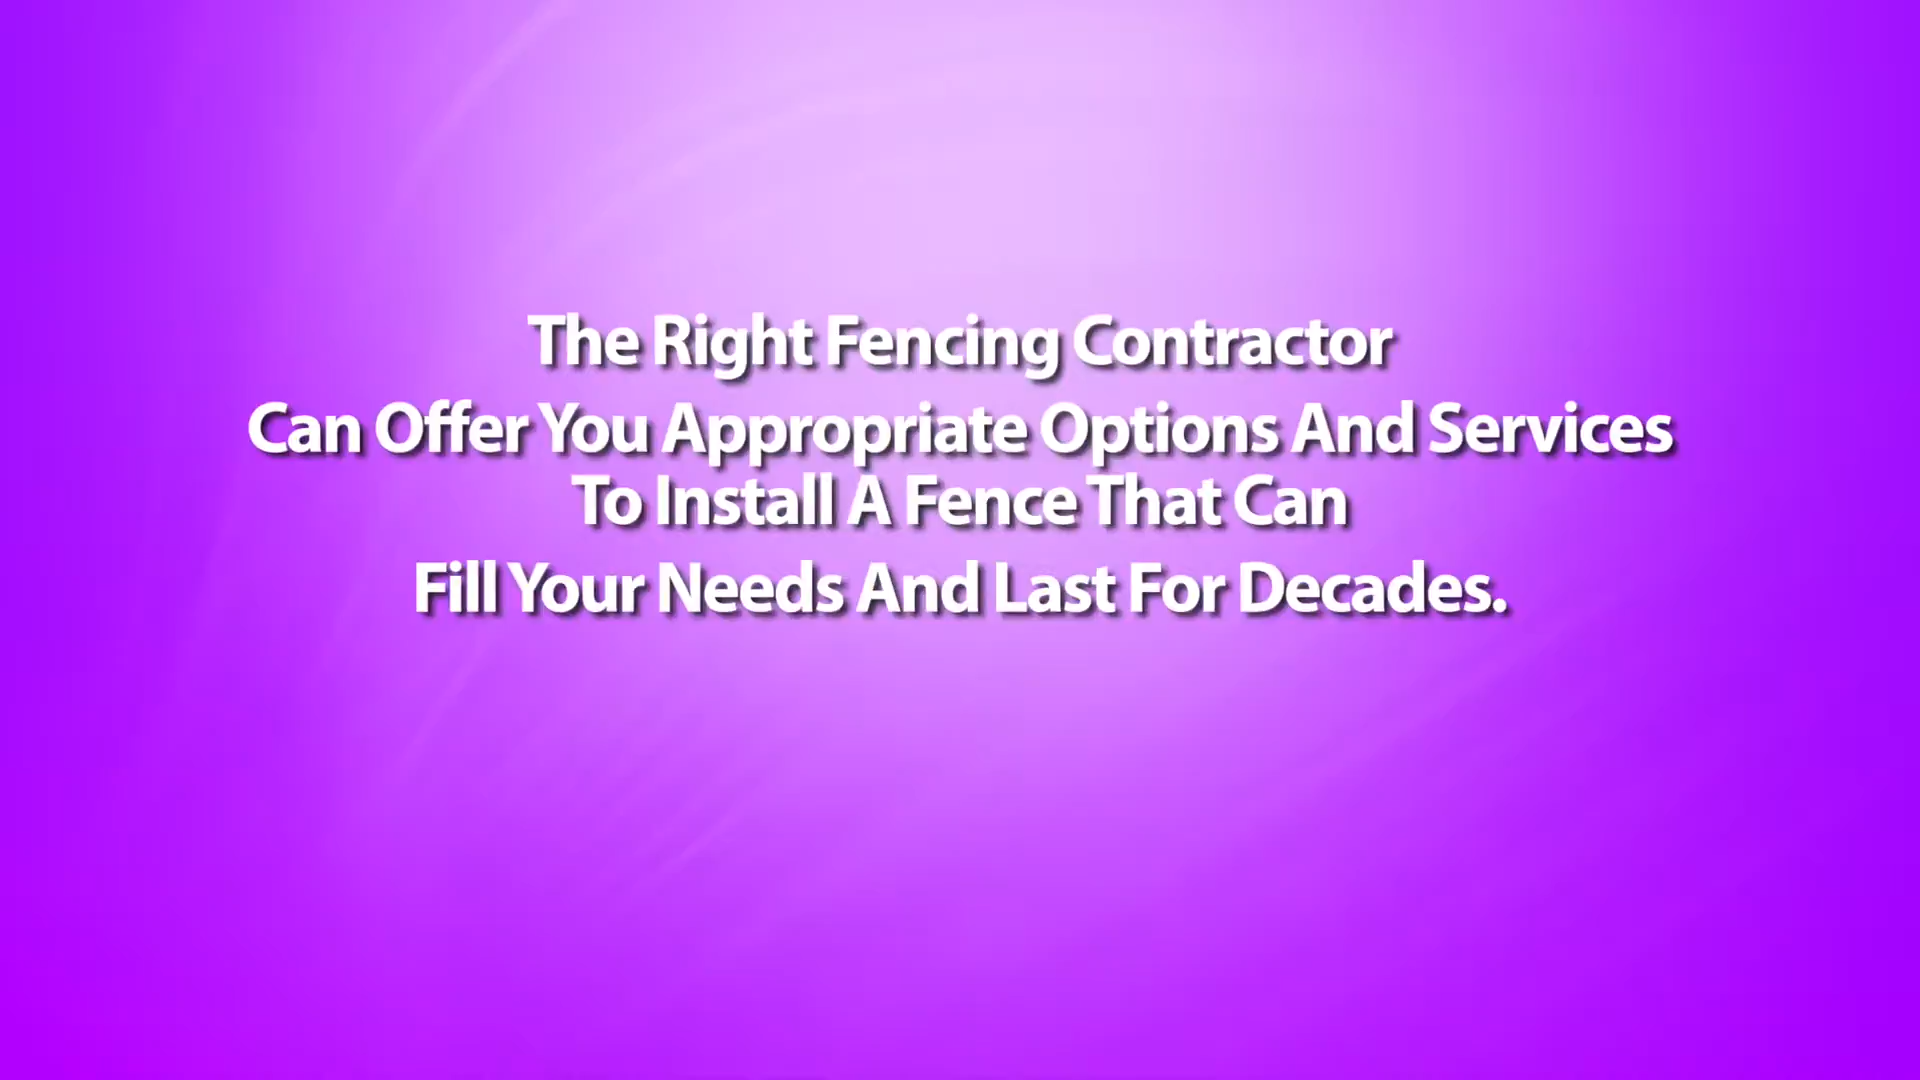 The Right Fencing Contractor
Can Offer You Appropriate Options And Services
To Install A Fence That Can
Fill Your Needs And Last For Decades.